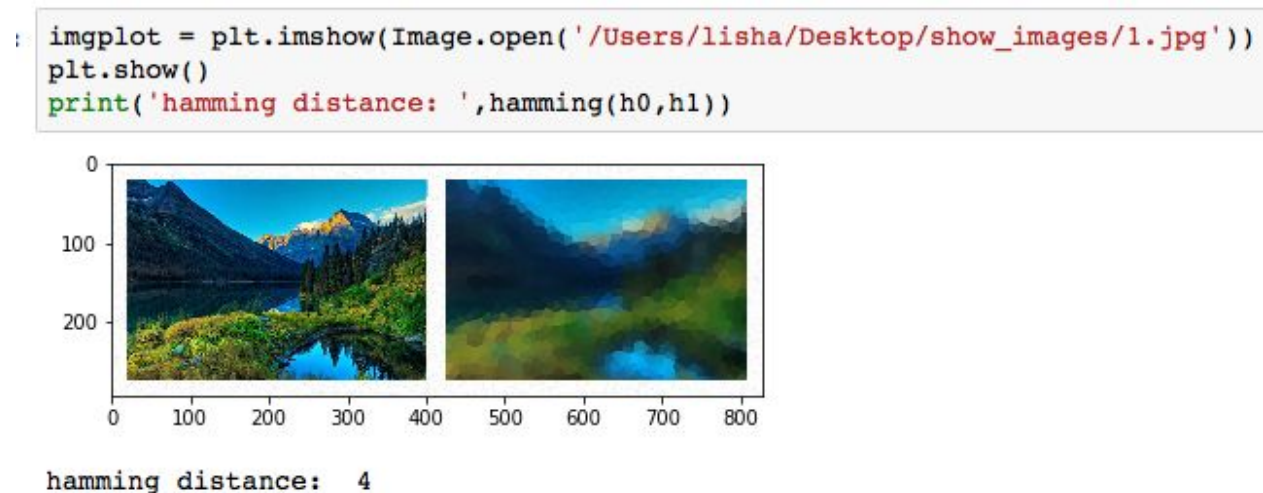 imgplot = plt.imshow(Image.open('/Users/lisha/Desktop/show_images/1.jpg'))
plt.show()
print('hamming distance: ',hamming(h0,h1))
0
100
200
0 100 200 300 400 500 600 700 800
hamming distance:  4